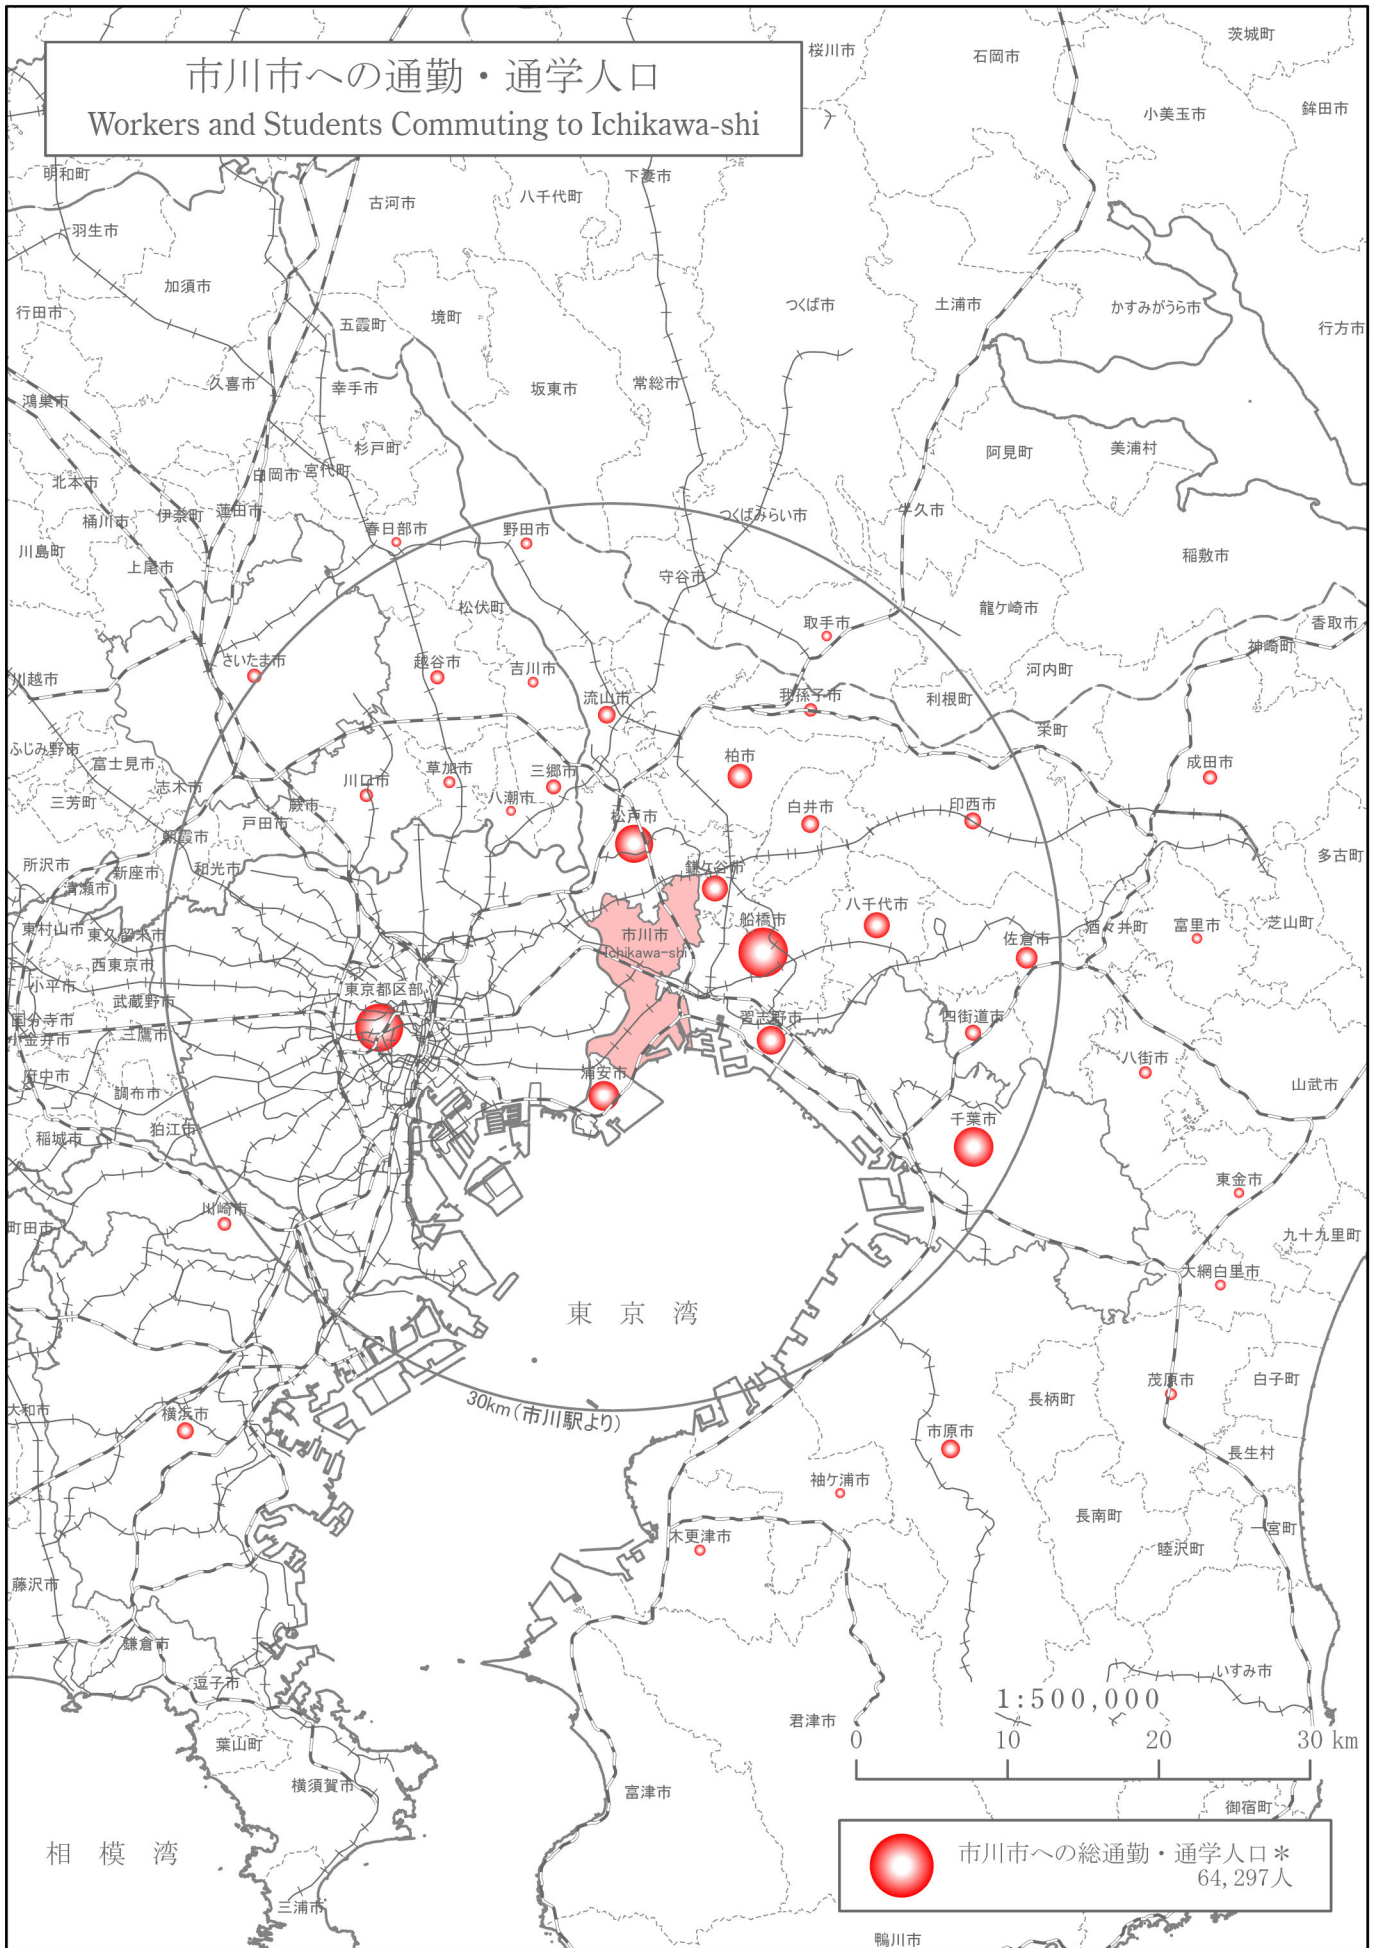 市川市への通勤・通学人口
Workers and Students Commuting to Ichikawa-shi
桜川市
石岡市
茨城町
小美玉市
鉾田市
明和町
古河市
八千代町
下妻市
羽生市
加須市
行田市
五霞町
境町
つくば市
土浦市
かすみがうら市
行方市
久喜市
幸手市
坂東市
常総市
鴻巣市
杉戸町
阿見町
美浦村
白岡市
宮代町
北本市
桶川市
伊奈町
蓮田市
春日部市
野田市
つくばみらい市
牛久市
川島町
上尾市
守谷市
稲敷市
松伏町
取手市
龍ケ崎市
香取市
神崎町
さいたま市
越谷市
吉川市
川越市
流山市
我孫子市
利根町
河内町
栄町
ふじみ野市
富士見市
三芳町
志木市
川口市
草加市
三郷市
柏市
成田市
蕨市
戸田市
八潮市
松戸市
白井市
印西市
朝霞市
所沢市
新座市
和光市
清瀬市
鎌ケ谷市
多古町
東村山市
東久留米市
市川市
Ichikawa-shi
船橋市
八千代市
佐倉市
酒々井町
富里市
芝山町
西東京市
小平市
武蔵野市
東京都区部
国分寺市
小金井市
三鷹市
習志野市
四街道市
府中市
調布市
浦安市
八街市
山武市
稲城市
狛江市
千葉市
東金市
川崎市
町田市
九十九里町
大網白里市
東京湾
30km(市川駅より)
長柄町
茂原市
白子町
大和市
横浜市
市原市
長生村
袖ケ浦市
長南町
一宮町
木更津市
睦沢町
藤沢市
鎌倉市
逗子市
いすみ市
1:500,000
君津市
0 10 20 30 km
葉山町
横須賀市
富津市
御宿町
相模湾
市川市への総通勤・通学人口＊
64,297人
三浦市
鴨川市